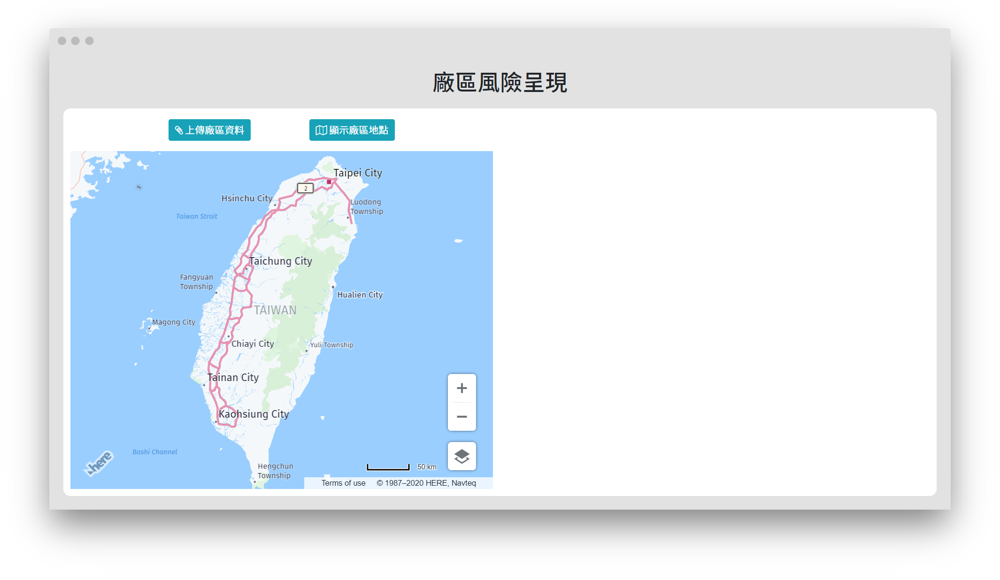 廠區風險呈現
上傳廠區資料
顯示廠區地點
Taipei City
2
Hsinchu City
Luodong
Township
Taiwan Strait
Taichung City
Fangyuan
Township
Hualien City
TAIWAN
Magong City
Chiayi City
Yuli Township
Tainan City
Kaohsiung City
Bashi Channel
here
Hengchun
Township
50 km
Terms of use
© 1987–2020 HERE, Navteq